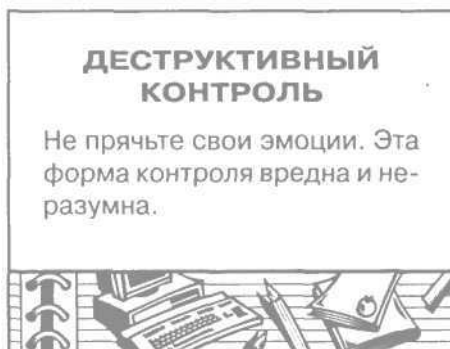 ДЕСТРУКТИВНЫЙ
КОНТРОЛЬ
Не прячьте свои эмоции. Эта
форма контроля вредна и не-
разумна.